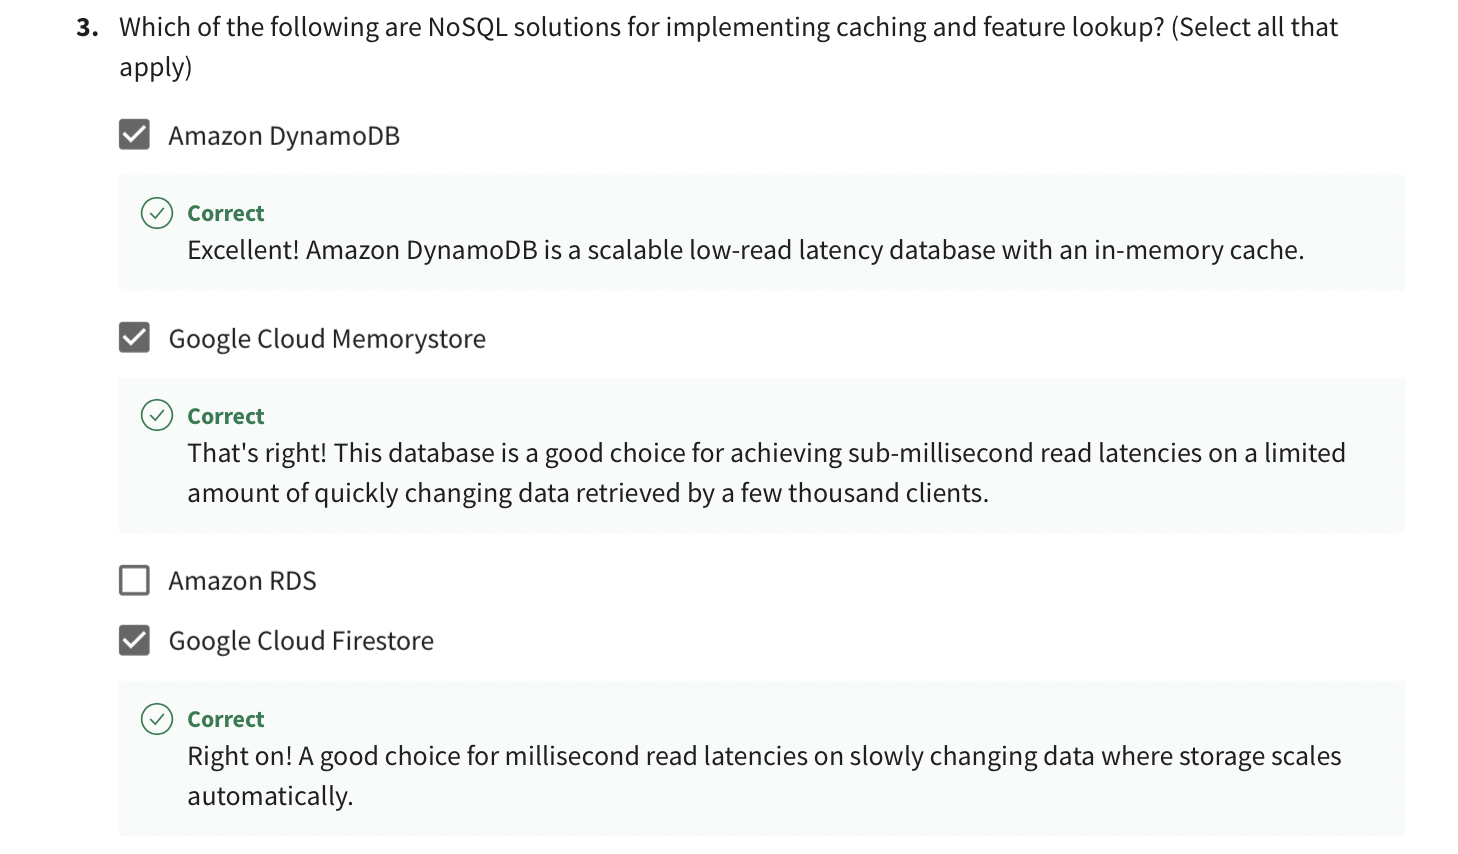 3. Which of the following are NoSQL solutions for implementing caching and feature lookup? (Select all that
apply)
Amazon DynamoDB
Correct
Excellent! Amazon DynamoDB is a scalable low-read latency database with an in-memory cache.
Google Cloud Memorystore
Correct
That's right! This database is a good choice for achieving sub-millisecond read latencies on a limited
amount of quickly changing data retrieved by a few thousand clients.
Amazon RDS
Google Cloud Firestore
Correct
Right on! A good choice for millisecond read latencies on slowly changing data where storage scales
automatically.